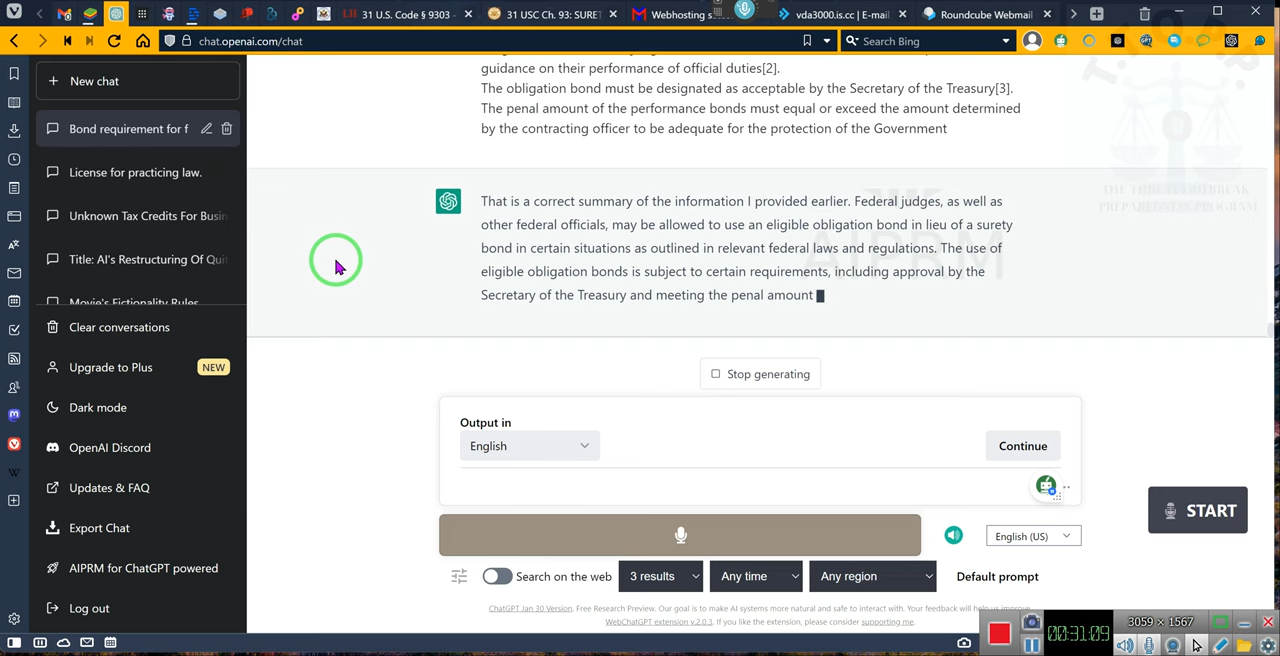 31 U.S. Code § 9303 -
31 USC Ch. 93: SURET
Webhosting s
vda3000.is.cc | E-mail
Roundcube Webmail
chat.openai.com/chat
Search Bing
New chat
Bond requirement for f
License for practicing law.
Unknown Tax Credits For Busin
Title: AI's Restructuring Of Quit
Movie's Fictionality Rules
Clear conversations
Upgrade to Plus
NEW
Dark mode
OpenAI Discord
Updates & FAQ
Export Chat
AIPRM for ChatGPT powered
Log out
guidance on their performance of official duties[2].
The obligation bond must be designated as acceptable by the Secretary of the Treasury[3].
The penal amount of the performance bonds must equal or exceed the amount determined
by the contracting officer to be adequate for the protection of the Government
That is a correct summary of the information I provided earlier. Federal judges, as well as
other federal officials, may be allowed to use an eligible obligation bond in lieu of a surety
bond in certain situations as outlined in relevant federal laws and regulations. The use of
eligible obligation bonds is subject to certain requirements, including approval by the
Secretary of the Treasury and meeting the penal amount
AIPRM
THE THREAT OUTBREAK
PREPAREDNESS PROGRAM
Stop generating
Output in
English
Continue
START
English (US)
Search on the web
3 results
Any time
Any region
Default prompt
ChatGPT Jan 30 Version. Free Research Preview. Our goal is to make AI systems more natural and safe to interact with. Your feedback will help us improve.
WebChatGPT extension v.2.0.3. If you like the extension, please consider supporting me.
3059 × 1567
00:31:09